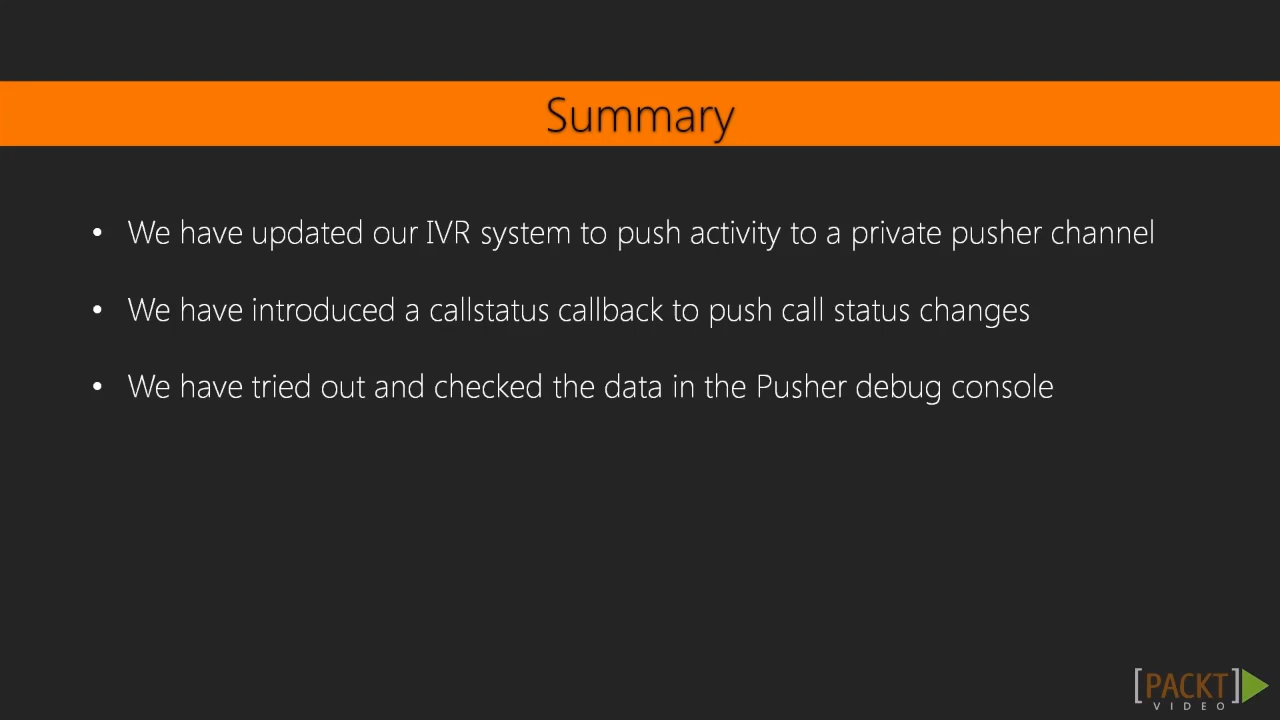 Summary
• We have updated our IVR system to push activity to a private pusher channel
• We have introduced a callstatus callback to push call status changes
• We have tried out and checked the data in the Pusher debug console
[PACKT]
VIDEO